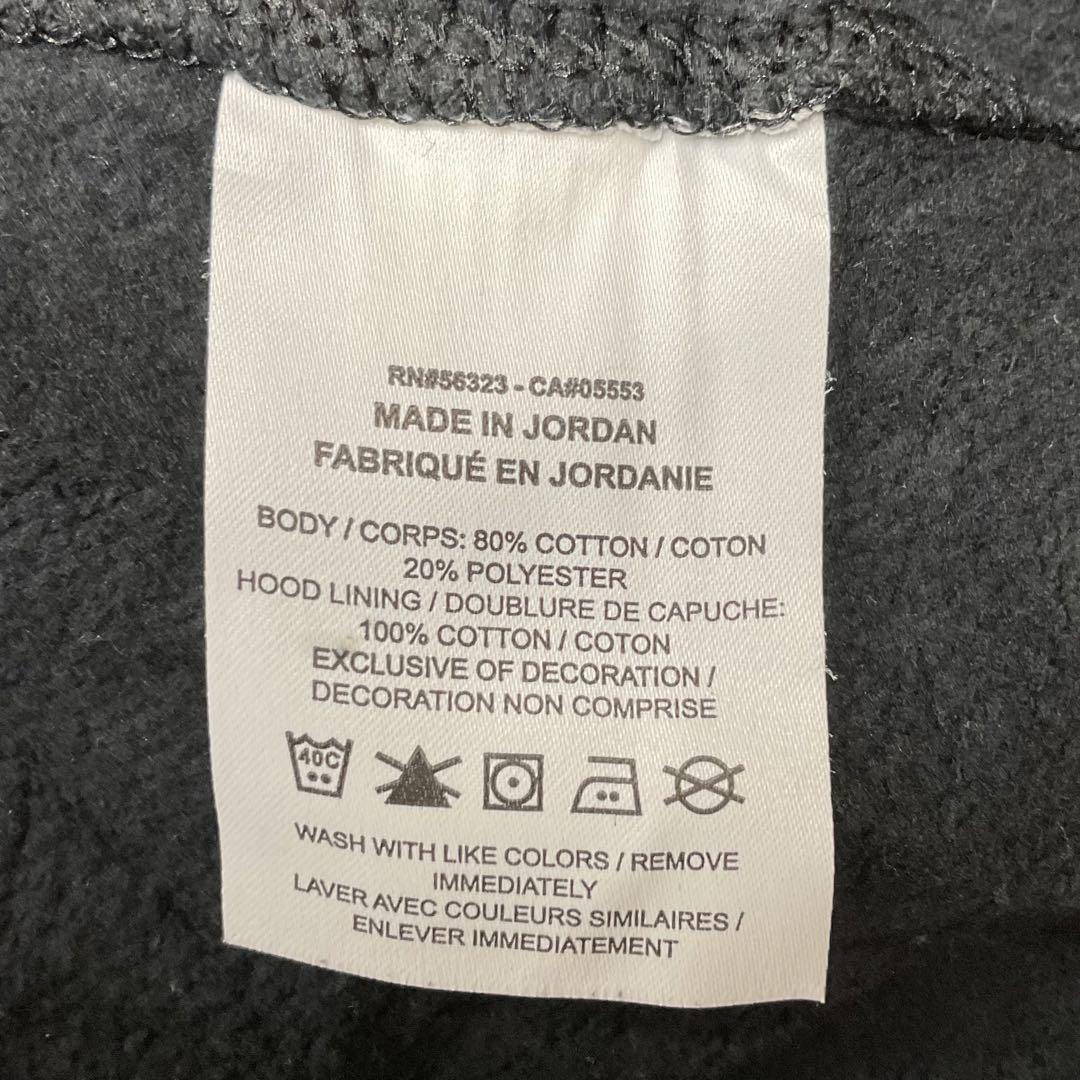 RN#56323 - CA#05553
MADE IN JORDAN
FABRIQUÉ EN JORDANIE
BODY / CORPS: 80% COTTON / COTON
20% POLYESTER
HOOD LINING / DOUBLURE DE CAPUCHE:
100% COTTON / COTON
EXCLUSIVE OF DECORATION /
DECORATION NON COMPRISE
40C
WASH WITH LIKE COLORS / REMOVE
IMMEDIATELY
LAVER AVEC COULEURS SIMILAIRES /
ENLEVER IMMEDIATEMENT